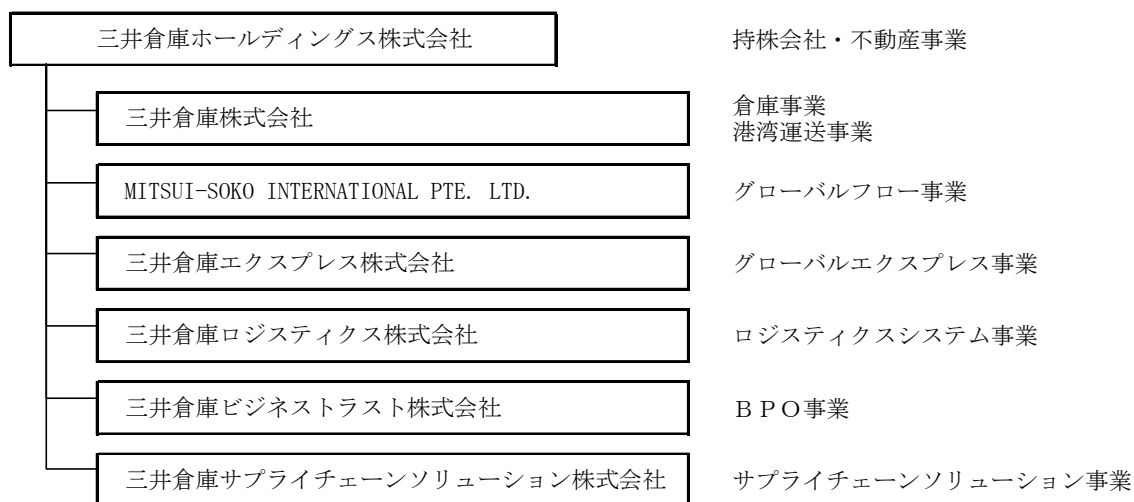 三井倉庫ホールディングス株式会社 持株会社・不動産事業
三井倉庫株式会社 倉庫事業
港湾運送事業
MITSUI-SOKO INTERNATIONAL PTE. LTD. グローバルフロー事業
三井倉庫エクスプレス株式会社 グローバルエクスプレス事業
三井倉庫ロジスティクス株式会社 ロジスティクスシステム事業
三井倉庫ビジネストラスト株式会社 ＢＰＯ事業
三井倉庫サプライチェーンソリューション株式会社 サプライチェーンソリューション事業